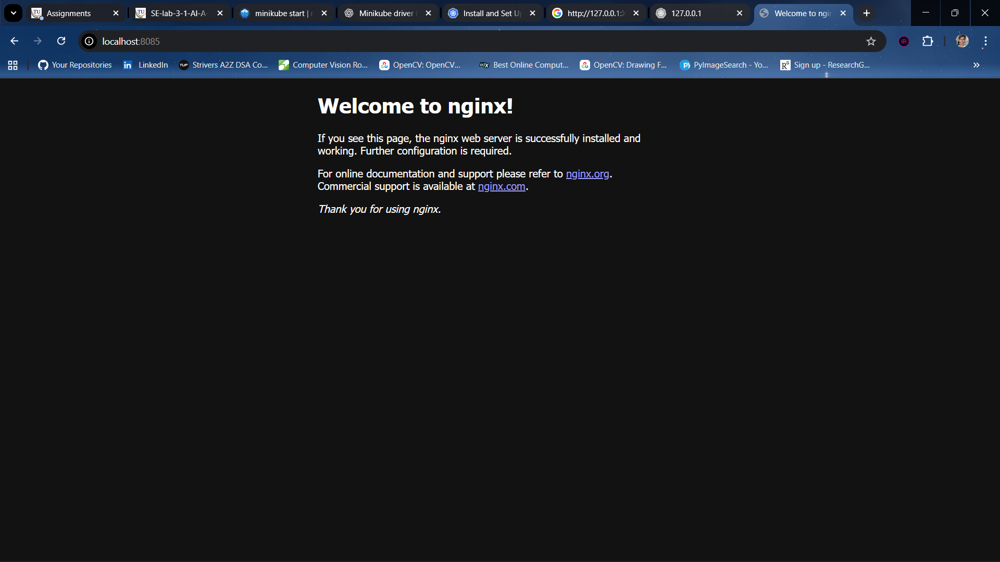 Assignments
SE-lab-3-1-AI-A-
minikube start |
Minikube driver
Install and Set U
http://127.0.0.1:
127.0.0.1
Welcome to ngin
localhost:8085
Your Repositories
in LinkedIn
TUF Strivers A2Z DSA Co...
Computer Vision Ro...
OpenCV: OpenCV...
edX Best Online Comput...
OpenCV: Drawing F...
PyImageSearch - Yo...
Sign up - ResearchG...
Welcome to nginx!
If you see this page, the nginx web server is successfully installed and
working. Further configuration is required.
For online documentation and support please refer to nginx.org.
Commercial support is available at nginx.com.
Thank you for using nginx.